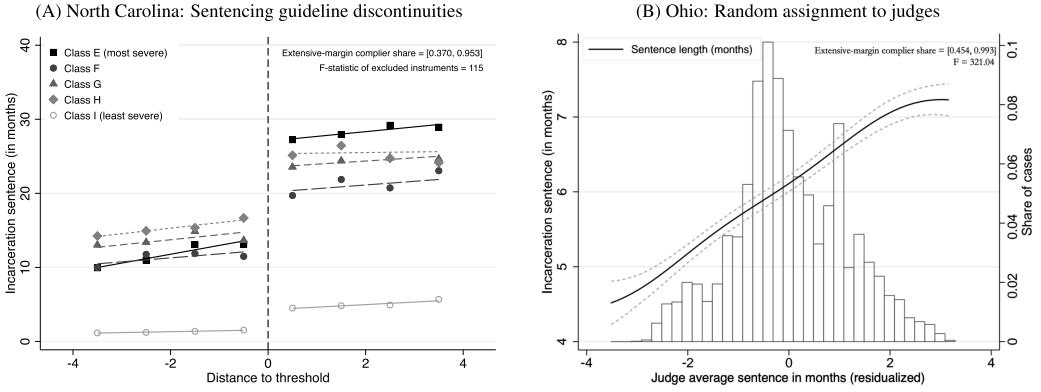 (A) North Carolina: Sentencing guideline discontinuities
Incarceration sentence (in months)
40
30
20
10
0
Class E (most severe)
Class F
Class G
Class H
Class I (least severe)
Extensive-margin complier share = [0.370, 0.953]
F-statistic of excluded instruments = 115
-4
-2
0
2
4
Distance to threshold
(B) Ohio: Random assignment to judges
Incarceration sentence (in months)
8
7
6
5
4
Sentence length (months)
Extensive-margin complier share = [0.454, 0.993]
F = 321.04
0.1
0.08
0.06
0.04
0.02
0
Share of cases
-4
-2
0
2
4
Judge average sentence in months (residualized)